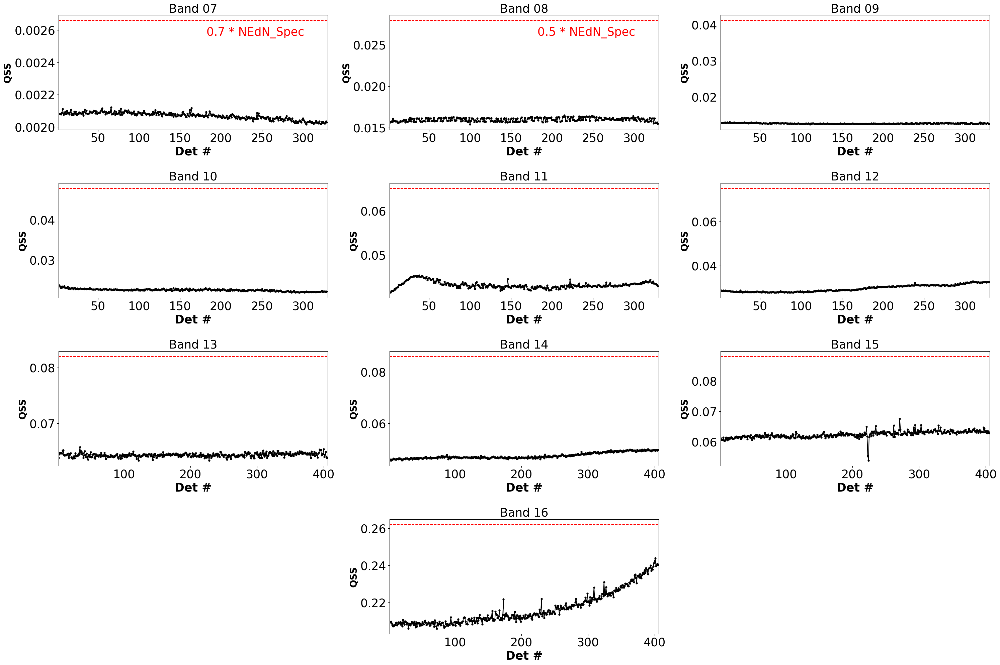 Band 07
Band 08
Band 09
0.0026
0.7 * NEdN_Spec
0.0024
0.0022
0.0020
QSS
50 100 150 200 250 300
Det #
0.5 * NEdN_Spec
0.025
0.020
0.015
QSS
50 100 150 200 250 300
Det #
0.04
0.03
0.02
QSS
50 100 150 200 250 300
Det #
Band 10
0.04
0.03
QSS
50 100 150 200 250 300
Det #
Band 11
0.06
0.05
QSS
50 100 150 200 250 300
Det #
Band 12
0.06
0.04
QSS
50 100 150 200 250 300
Det #
Band 13
0.08
0.07
QSS
100 200 300 400
Det #
Band 14
0.08
0.06
QSS
100 200 300 400
Det #
Band 15
0.08
0.07
0.06
QSS
100 200 300 400
Det #
Band 16
0.26
0.24
0.22
QSS
100 200 300 400
Det #